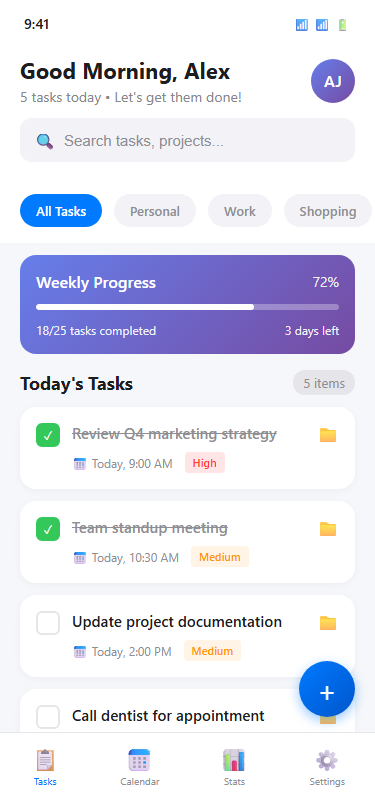 9:41
Good Morning, Alex
AJ
5 tasks today • Let's get them done!
Search tasks, projects...
All Tasks
Personal
Work
Shopping
Weekly Progress
72%
18/25 tasks completed
3 days left
Today's Tasks
5 items
Review Q4 marketing strategy
Today, 9:00 AM
High
Team standup meeting
Today, 10:30 AM
Medium
Update project documentation
Today, 2:00 PM
Medium
Call dentist for appointment
+
Tasks
Calendar
Stats
Settings